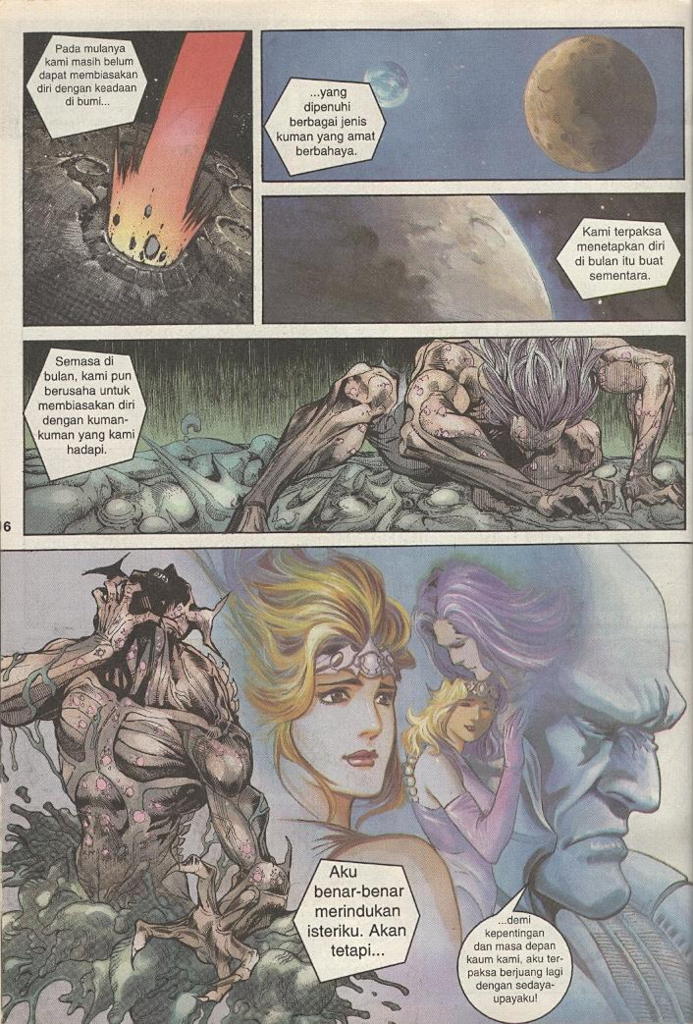 Pada mulanya
kami masih belum
dapat membiasakan
diri dengan keadaan
di bumi...
...yang
dipenuhi
berbagai jenis
kuman yang amat
berbahaya.
Kami terpaksa
menetapkan diri
di bulan itu buat
sementara.
Semasa di
bulan, kami pun
berusaha untuk
membiasakan diri
dengan kuman-
kuman yang kami
hadapi.
6
Aku
benar-benar
merindukan
isteriku. Akan
tetapi...
...demi
kepentingan
dan masa depan
kaum kami, aku ter-
paksa berjuang lagi
dengan sedaya-
upayaku!